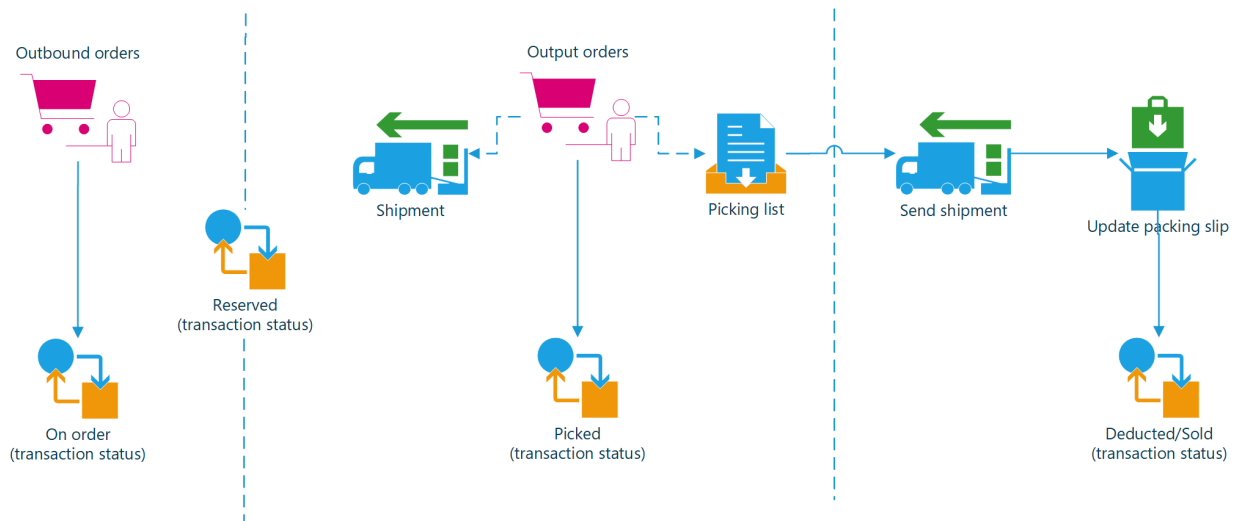 Outbound orders
Output orders
Shipment
Picking list
Send shipment
Update packing slip
Reserved
(transaction status)
On order
(transaction status)
Picked
(transaction status)
Deducted/Sold
(transaction status)